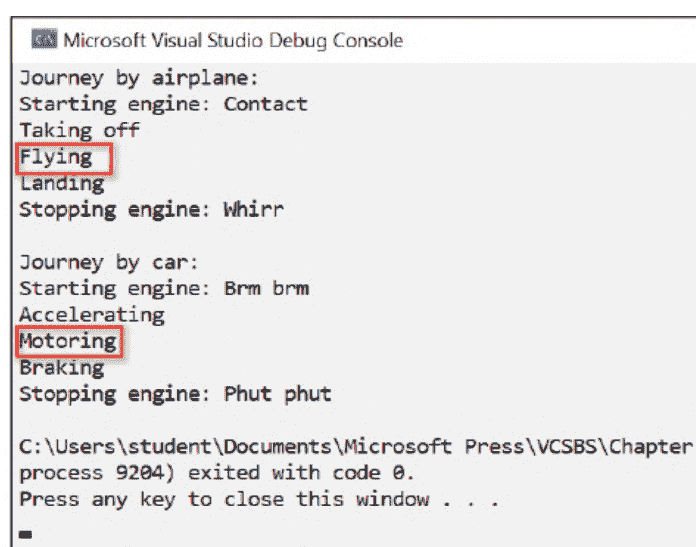 Microsoft Visual Studio Debug Console
Journey by airplane:
Starting engine: Contact
Taking off
Flying
Landing
Stopping engine: Whirr
Journey by car:
Starting engine: Brm brm
Accelerating
Motoring
Braking
Stopping engine: Phut phut
C:\Users\student\Documents\Microsoft Press\VCSBS\Chapter
process 9204) exited with code 0.
Press any key to close this window . . .